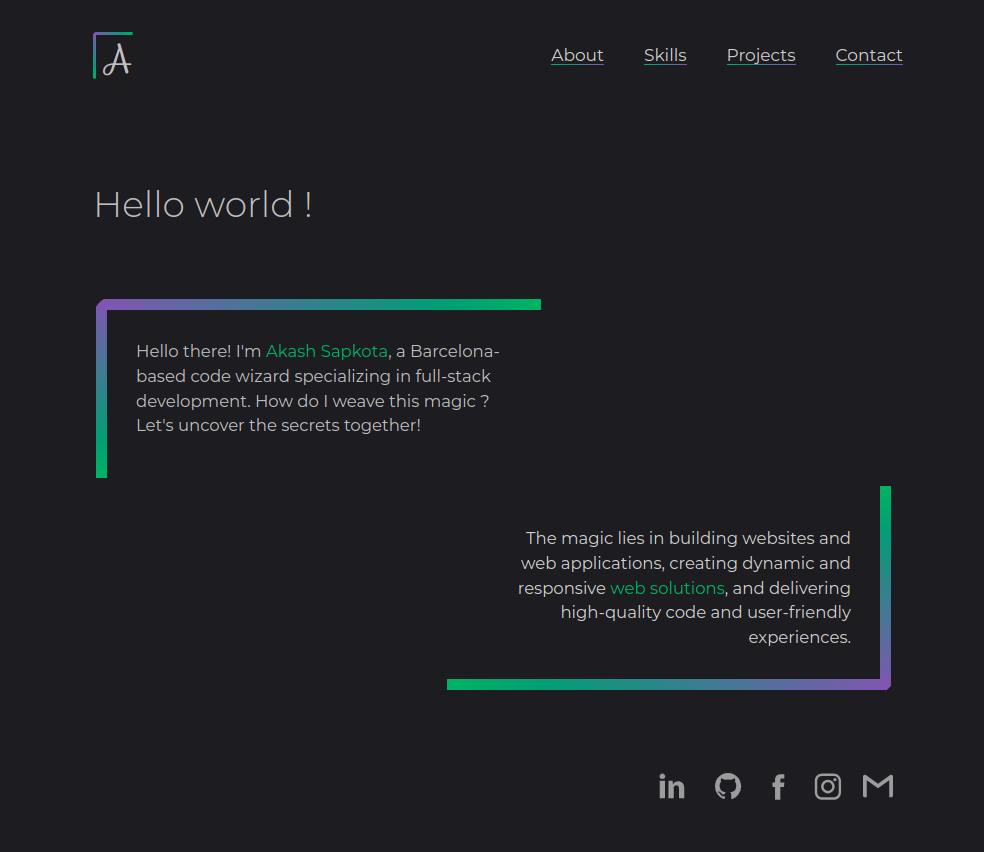 A
About Skills Projects Contact
Hello world !
Hello there! I'm Akash Sapkota, a Barcelona-
based code wizard specializing in full-stack
development. How do I weave this magic ?
Let's uncover the secrets together!
The magic lies in building websites and
web applications, creating dynamic and
responsive web solutions, and delivering
high-quality code and user-friendly
experiences.
in